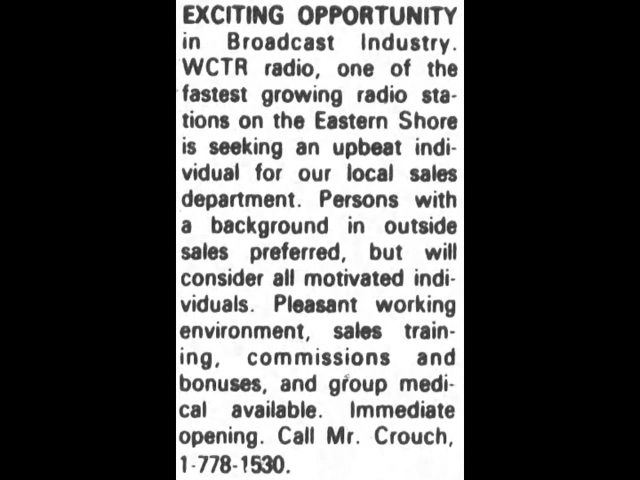 EXCITING OPPORTUNITY
in Broadcast Industry.
WCTR radio, one of the
fastest growing radio sta-
tions on the Eastern Shore
is seeking an upbeat indi-
vidual for our local sales
department. Persons with
a background in outside
sales preferred, but will
consider all motivated indi-
viduals. Pleasant working
environment, sales train-
ing, commissions and
bonuses, and group medi-
cal available. Immediate
opening. Call Mr. Crouch,
1-778-1530.